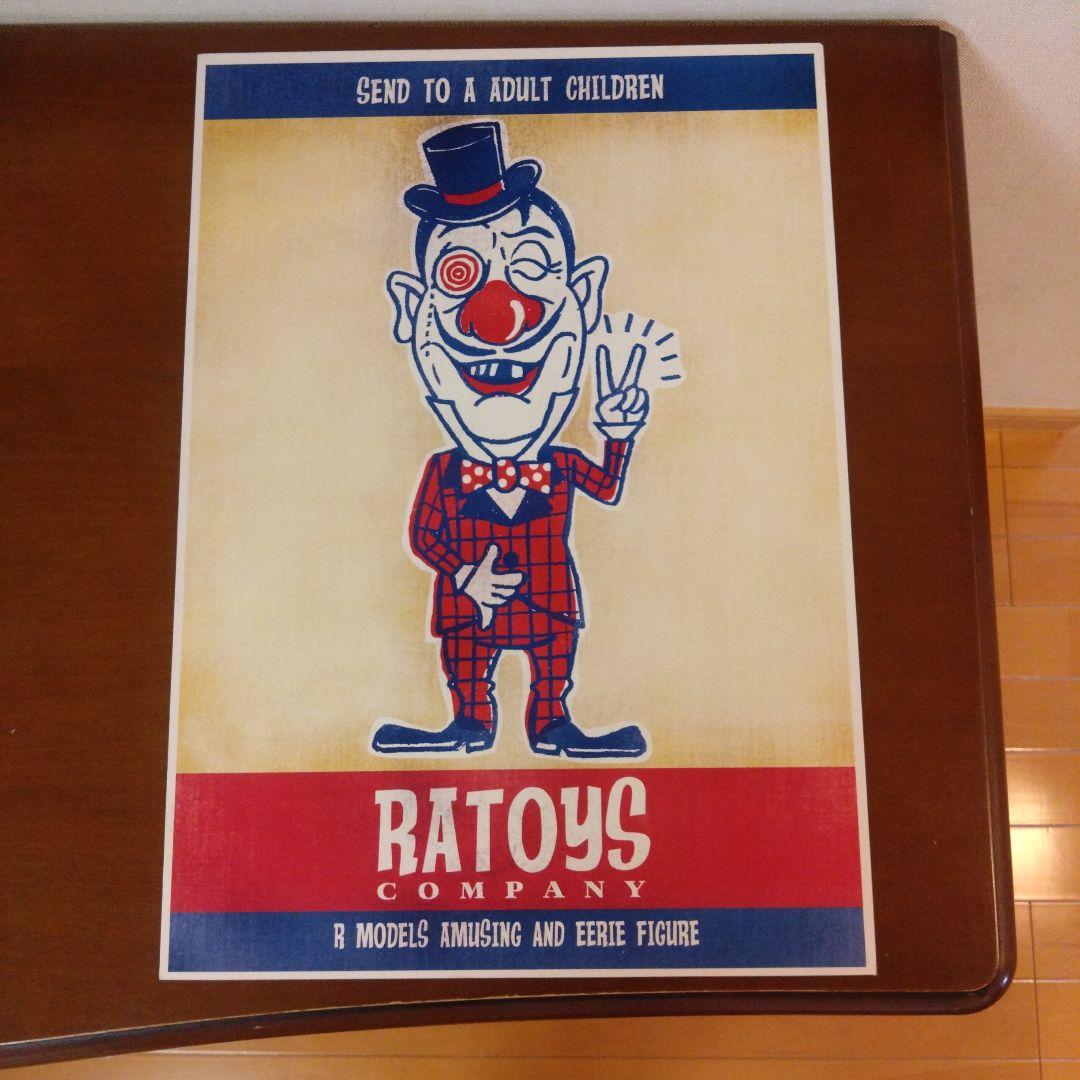 SEND TO A ADULT CHILDREN
RATOYS
COMPANY
R MODELS AMUSING AND EERIE FIGURE